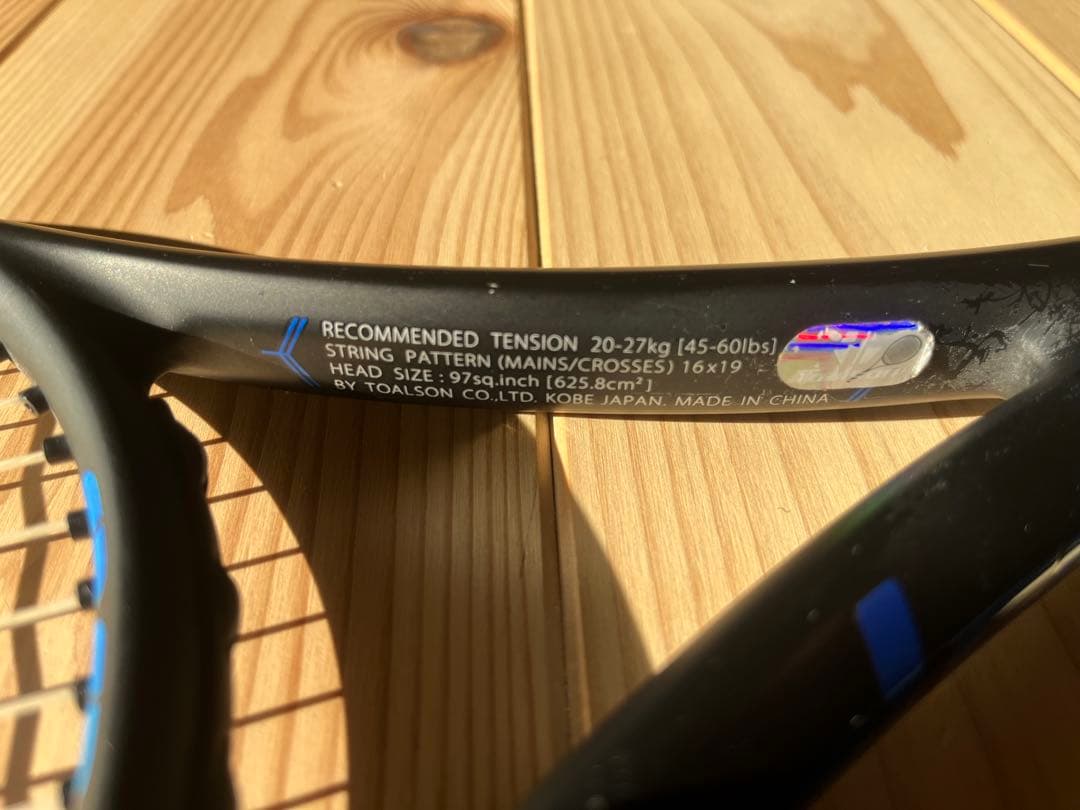 RECOMMENDED TENSION 20-27kg [45-60lbs]
STRING PATTERN (MAINS/CROSSES) 16x19
HEAD SIZE : 97sq.inch [625.8cm²]
BY TOALSON CO.,LTD. KOBE JAPAN. MADE IN CHINA